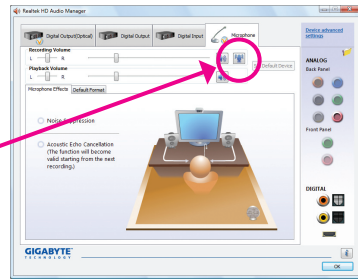 Realtek HD Audio Manager
Digital Output(Optical)
Digital Output
Digital Input
Microphone
Device advanced settings
Recording Volume
L
R
Default Device
Playback Volume
L
R
Microphone Effects
Default Format
Noise Suppression
Acoustic Echo Cancellation
(The function will become
valid starting from the next
recording.)
ANALOG
Back Panel
Front Panel
DIGITAL
GIGABYTE
TECHNOLOGY
i
OK